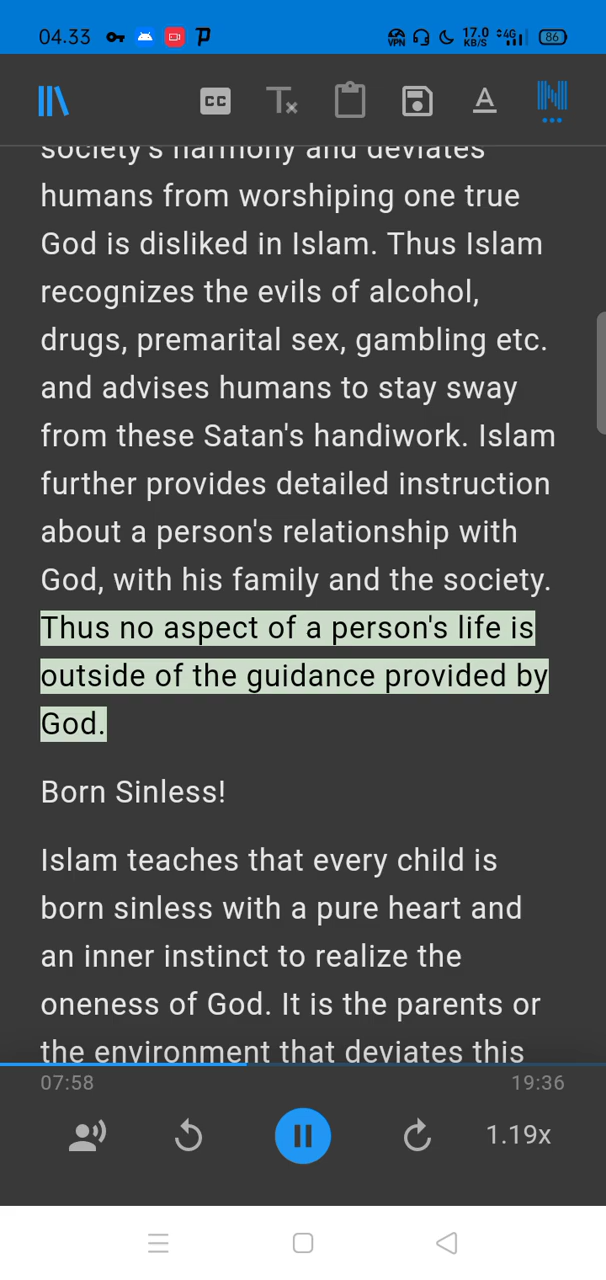 04.33
VPN
17.0
KB/S
4G
86
CC
society's harmony and deviates
humans from worshiping one true
God is disliked in Islam. Thus Islam
recognizes the evils of alcohol,
drugs, premarital sex, gambling etc.
and advises humans to stay sway
from these Satan's handiwork. Islam
further provides detailed instruction
about a person's relationship with
God, with his family and the society.
Thus no aspect of a person's life is
outside of the guidance provided by
God.
Born Sinless!
Islam teaches that every child is
born sinless with a pure heart and
an inner instinct to realize the
oneness of God. It is the parents or
the environment that deviates this
07:58
19:36
1.19x